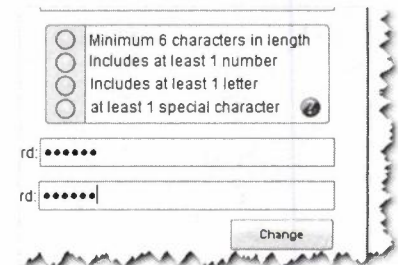 Minimum 6 characters in length
Includes at least 1 number
Includes at least 1 letter
at least 1 special character
rd: ••••••
rd: ••••••
Change